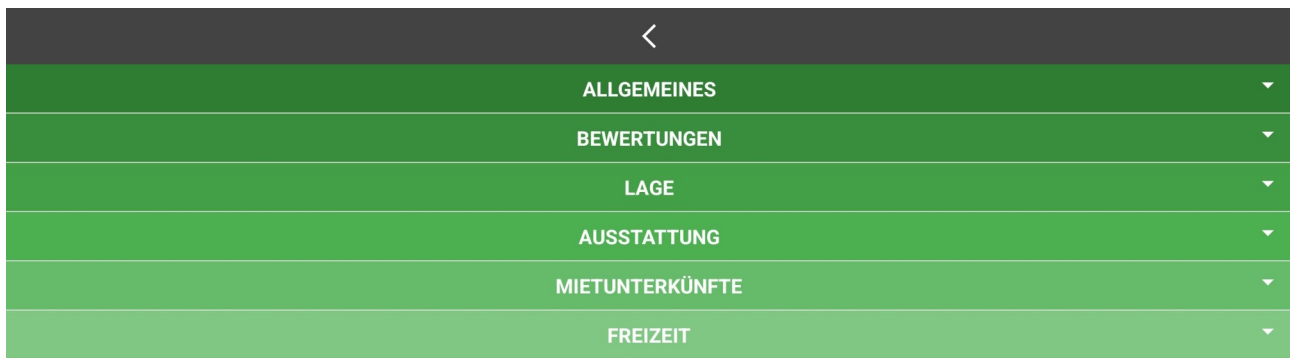 ALLGEMEINES
BEWERTUNGEN
LAGE
AUSSTATTUNG
MIETUNTERKÜNFTE
FREIZEIT